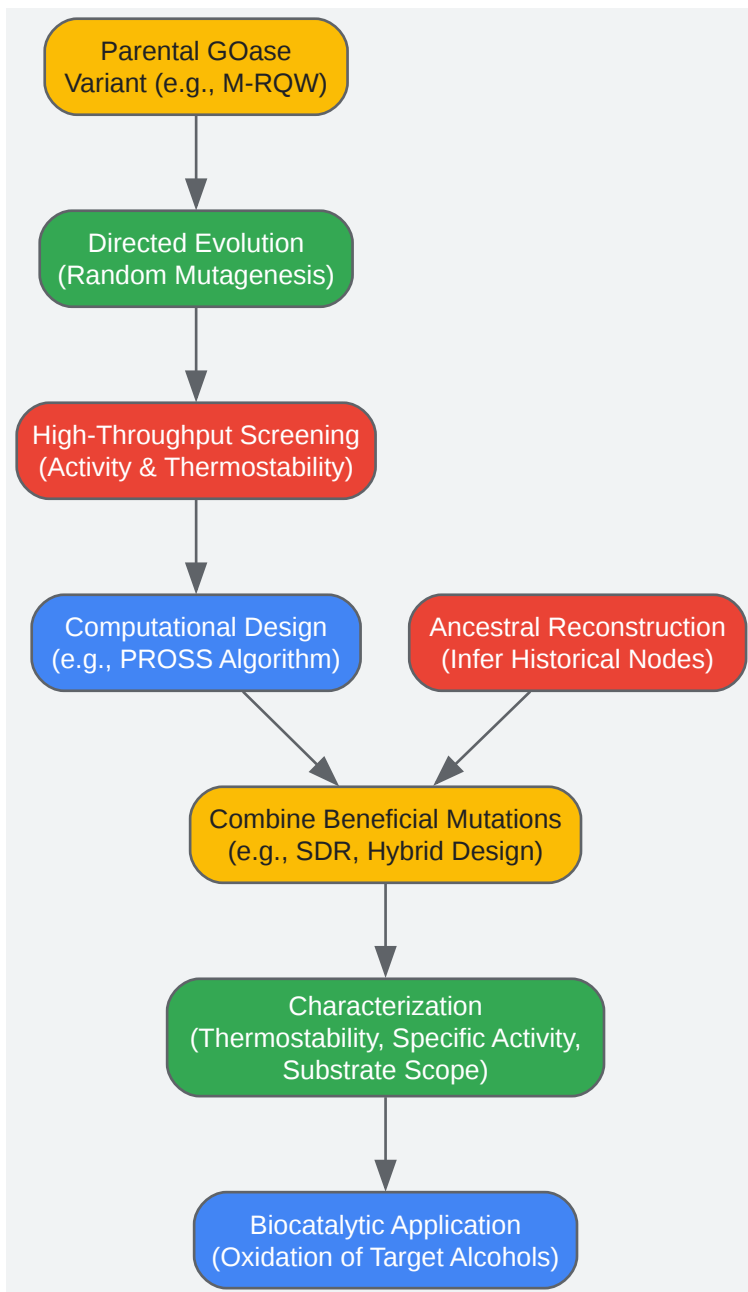 Parental GOase
Variant (e.g., M-RQW)
Directed Evolution
(Random Mutagenesis)
High-Throughput Screening
(Activity & Thermostability)
Computational Design
(e.g., PROSS Algorithm)
Ancestral Reconstruction
(Infer Historical Nodes)
Combine Beneficial Mutations
(e.g., SDR, Hybrid Design)
Characterization
(Thermostability, Specific Activity,
Substrate Scope)
Biocatalytic Application
(Oxidation of Target Alcohols)